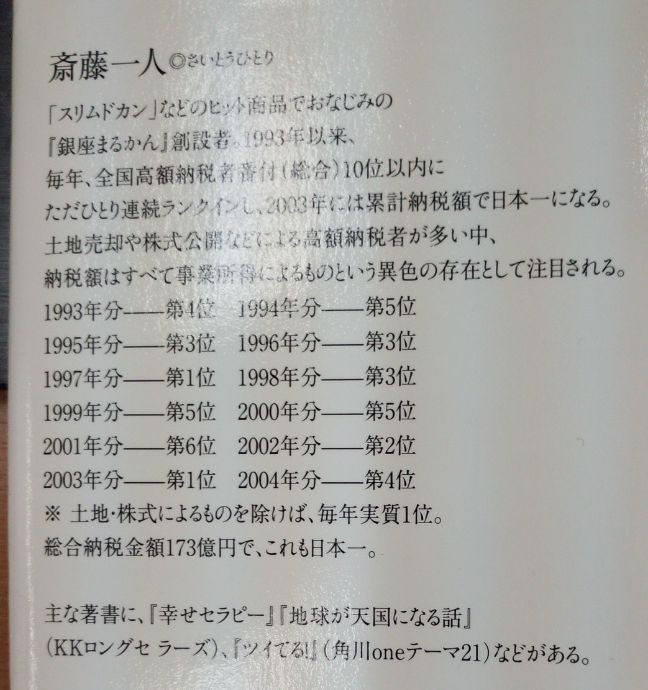 斎藤一人◎さいとうひとり
「スリムドカン」などのヒット商品でおなじみの
『銀座まるかん』創設者。1993年以来、
毎年、全国高額納税者番付(総合)10位以内に
ただひとり連続ランクインし、2003年には累計納税額で日本一になる。
土地売却や株式公開などによる高額納税者が多い中、
納税額はすべて事業所得によるものという異色の存在として注目される。
1993年分――第4位　1994年分――第5位
1995年分――第3位　1996年分――第3位
1997年分――第1位　1998年分――第3位
1999年分――第5位　2000年分――第5位
2001年分――第6位　2002年分――第2位
2003年分――第1位　2004年分――第4位
※ 土地・株式によるものを除けば、毎年実質1位。
総合納税金額173億円で、これも日本一。
主な著書に、『幸せセラピー』『地球が天国になる話』
(KKロングセ ラーズ)、『ツイてる!』(角川oneテーマ21)などがある。